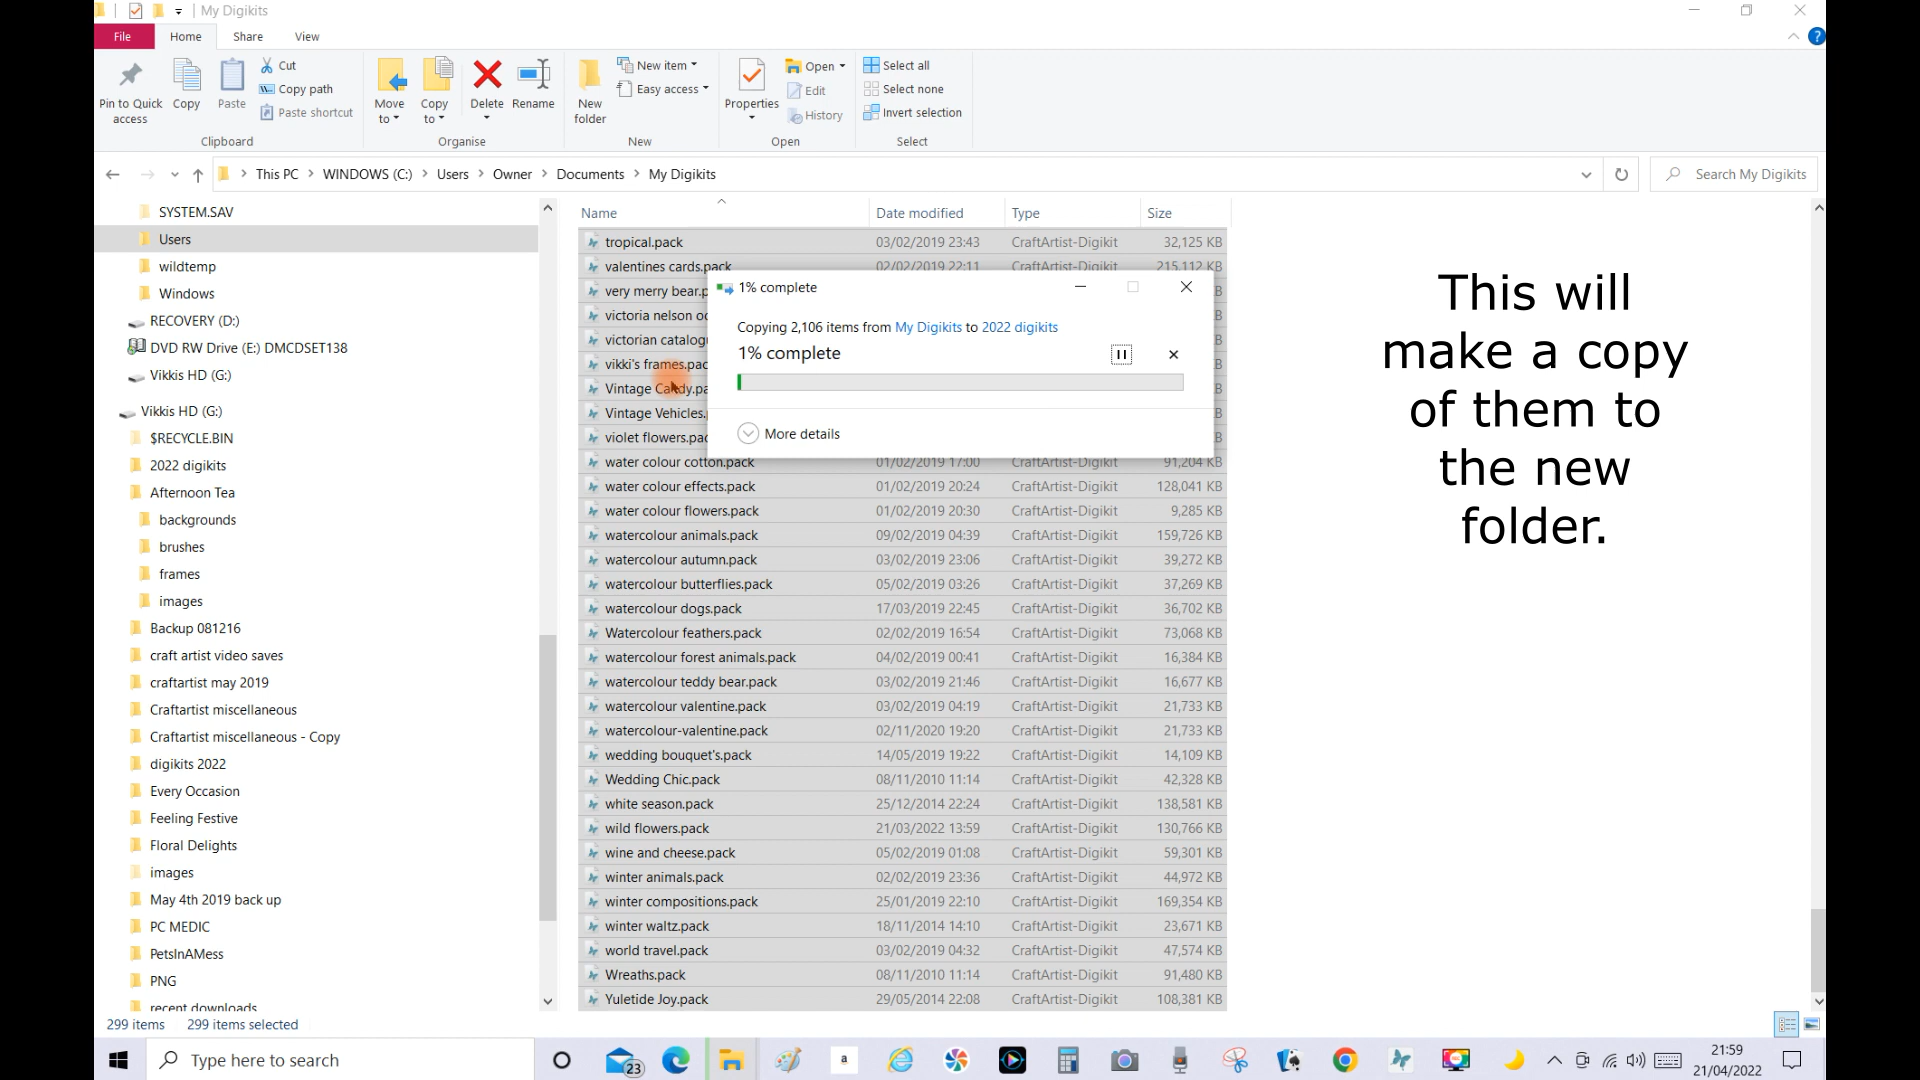 My Digikits
File Home Share View
Pin to Quick access
Copy
Paste
Cut
Copy path
Paste shortcut
Clipboard
Move to
Copy to
Delete
Rename
Organise
New folder
New item
Easy access
New
Properties
Open
Edit
History
Open
Select all
Select none
Invert selection
Select
This PC > WINDOWS (C:) > Users > Owner > Documents > My Digikits
Search My Digikits
SYSTEM.SAV
Users
wildtemp
Windows
RECOVERY (D:)
DVD RW Drive (E:) DMCDSET138
Vikkis HD (G:)
Vikkis HD (G:)
$RECYCLE.BIN
2022 digikits
Afternoon Tea
backgrounds
brushes
frames
images
Backup 081216
craft artist video saves
craftartist may 2019
Craftartist miscellaneous
Craftartist miscellaneous - Copy
digikits 2022
Every Occasion
Feeling Festive
Floral Delights
images
May 4th 2019 back up
PC MEDIC
PetsInAMess
PNG
recent downloads
Name Date modified Type Size
tropical.pack 03/02/2019 23:43 CraftArtist-Digikit 32,125 KB
valentines cards.pack 02/02/2019 22:11 CraftArtist-Digikit 215,112 KB
very merry bear.p
victoria nelson
victorian catalog
vikki's frames.pac
Vintage Candy.pa
Vintage Vehicles.
violet flowers.pac
1% complete
Copying 2,106 items from My Digikits to 2022 digikits
1% complete
More details
water colour cotton.pack 01/02/2019 17:00 CraftArtist-Digikit 91,204 KB
water colour effects.pack 01/02/2019 20:24 CraftArtist-Digikit 128,041 KB
water colour flowers.pack 01/02/2019 20:30 CraftArtist-Digikit 9,285 KB
watercolour animals.pack 09/02/2019 04:39 CraftArtist-Digikit 159,726 KB
watercolour autumn.pack 03/02/2019 23:06 CraftArtist-Digikit 39,272 KB
watercolour butterflies.pack 05/02/2019 03:26 CraftArtist-Digikit 37,269 KB
watercolour dogs.pack 17/03/2019 22:45 CraftArtist-Digikit 36,702 KB
Watercolour feathers.pack 02/02/2019 16:54 CraftArtist-Digikit 73,068 KB
watercolour forest animals.pack 04/02/2019 00:41 CraftArtist-Digikit 16,384 KB
watercolour teddy bear.pack 03/02/2019 21:46 CraftArtist-Digikit 16,677 KB
watercolour valentine.pack 03/02/2019 04:19 CraftArtist-Digikit 21,733 KB
watercolour-valentine.pack 02/11/2020 19:20 CraftArtist-Digikit 21,733 KB
wedding bouquet's.pack 14/05/2019 19:22 CraftArtist-Digikit 14,109 KB
Wedding Chic.pack 08/11/2010 11:14 CraftArtist-Digikit 42,328 KB
white season.pack 25/12/2014 22:24 CraftArtist-Digikit 138,581 KB
wild flowers.pack 21/03/2022 13:59 CraftArtist-Digikit 130,766 KB
wine and cheese.pack 05/02/2019 01:08 CraftArtist-Digikit 59,301 KB
winter animals.pack 02/02/2019 23:36 CraftArtist-Digikit 44,972 KB
winter compositions.pack 25/01/2019 22:10 CraftArtist-Digikit 169,354 KB
winter waltz.pack 18/11/2014 14:10 CraftArtist-Digikit 23,671 KB
world travel.pack 03/02/2019 04:32 CraftArtist-Digikit 47,574 KB
Wreaths.pack 08/11/2010 11:14 CraftArtist-Digikit 91,480 KB
Yuletide Joy.pack 29/05/2014 22:08 CraftArtist-Digikit 108,381 KB
This will
make a copy
of them to
the new
folder.
299 items 299 items selected
Type here to search
23
a
21:59
21/04/2022